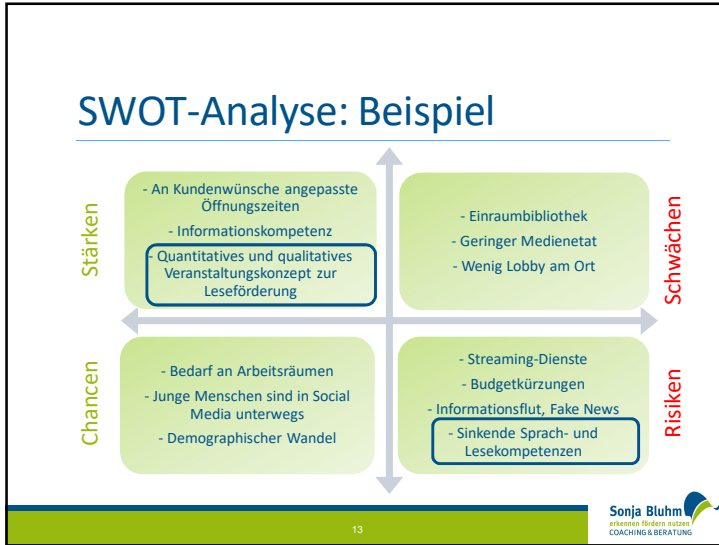 SWOT-Analyse: Beispiel
Stärken
- An Kundenwünsche angepasste
Öffnungszeiten
- Informationskompetenz
- Quantitatives und qualitatives
Veranstaltungskonzept zur
Leseförderung
- Einraumbibliothek
- Geringer Medienetat
- Wenig Lobby am Ort
Schwächen
Chancen
- Bedarf an Arbeitsräumen
- Junge Menschen sind in Social
Media unterwegs
- Demographischer Wandel
- Streaming-Dienste
- Budgetkürzungen
- Informationsflut, Fake News
- Sinkende Sprach- und
Lesekompetenzen
Risiken
13
Sonja Bluhm
erkennen fördern nutzen
COACHING & BERATUNG